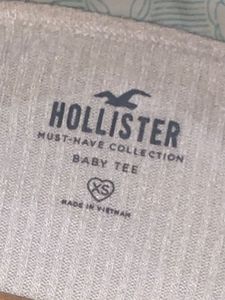 HOLLISTER
MUST-HAVE COLLECTION
BABY TEE
XS
MADE IN VIETNAM